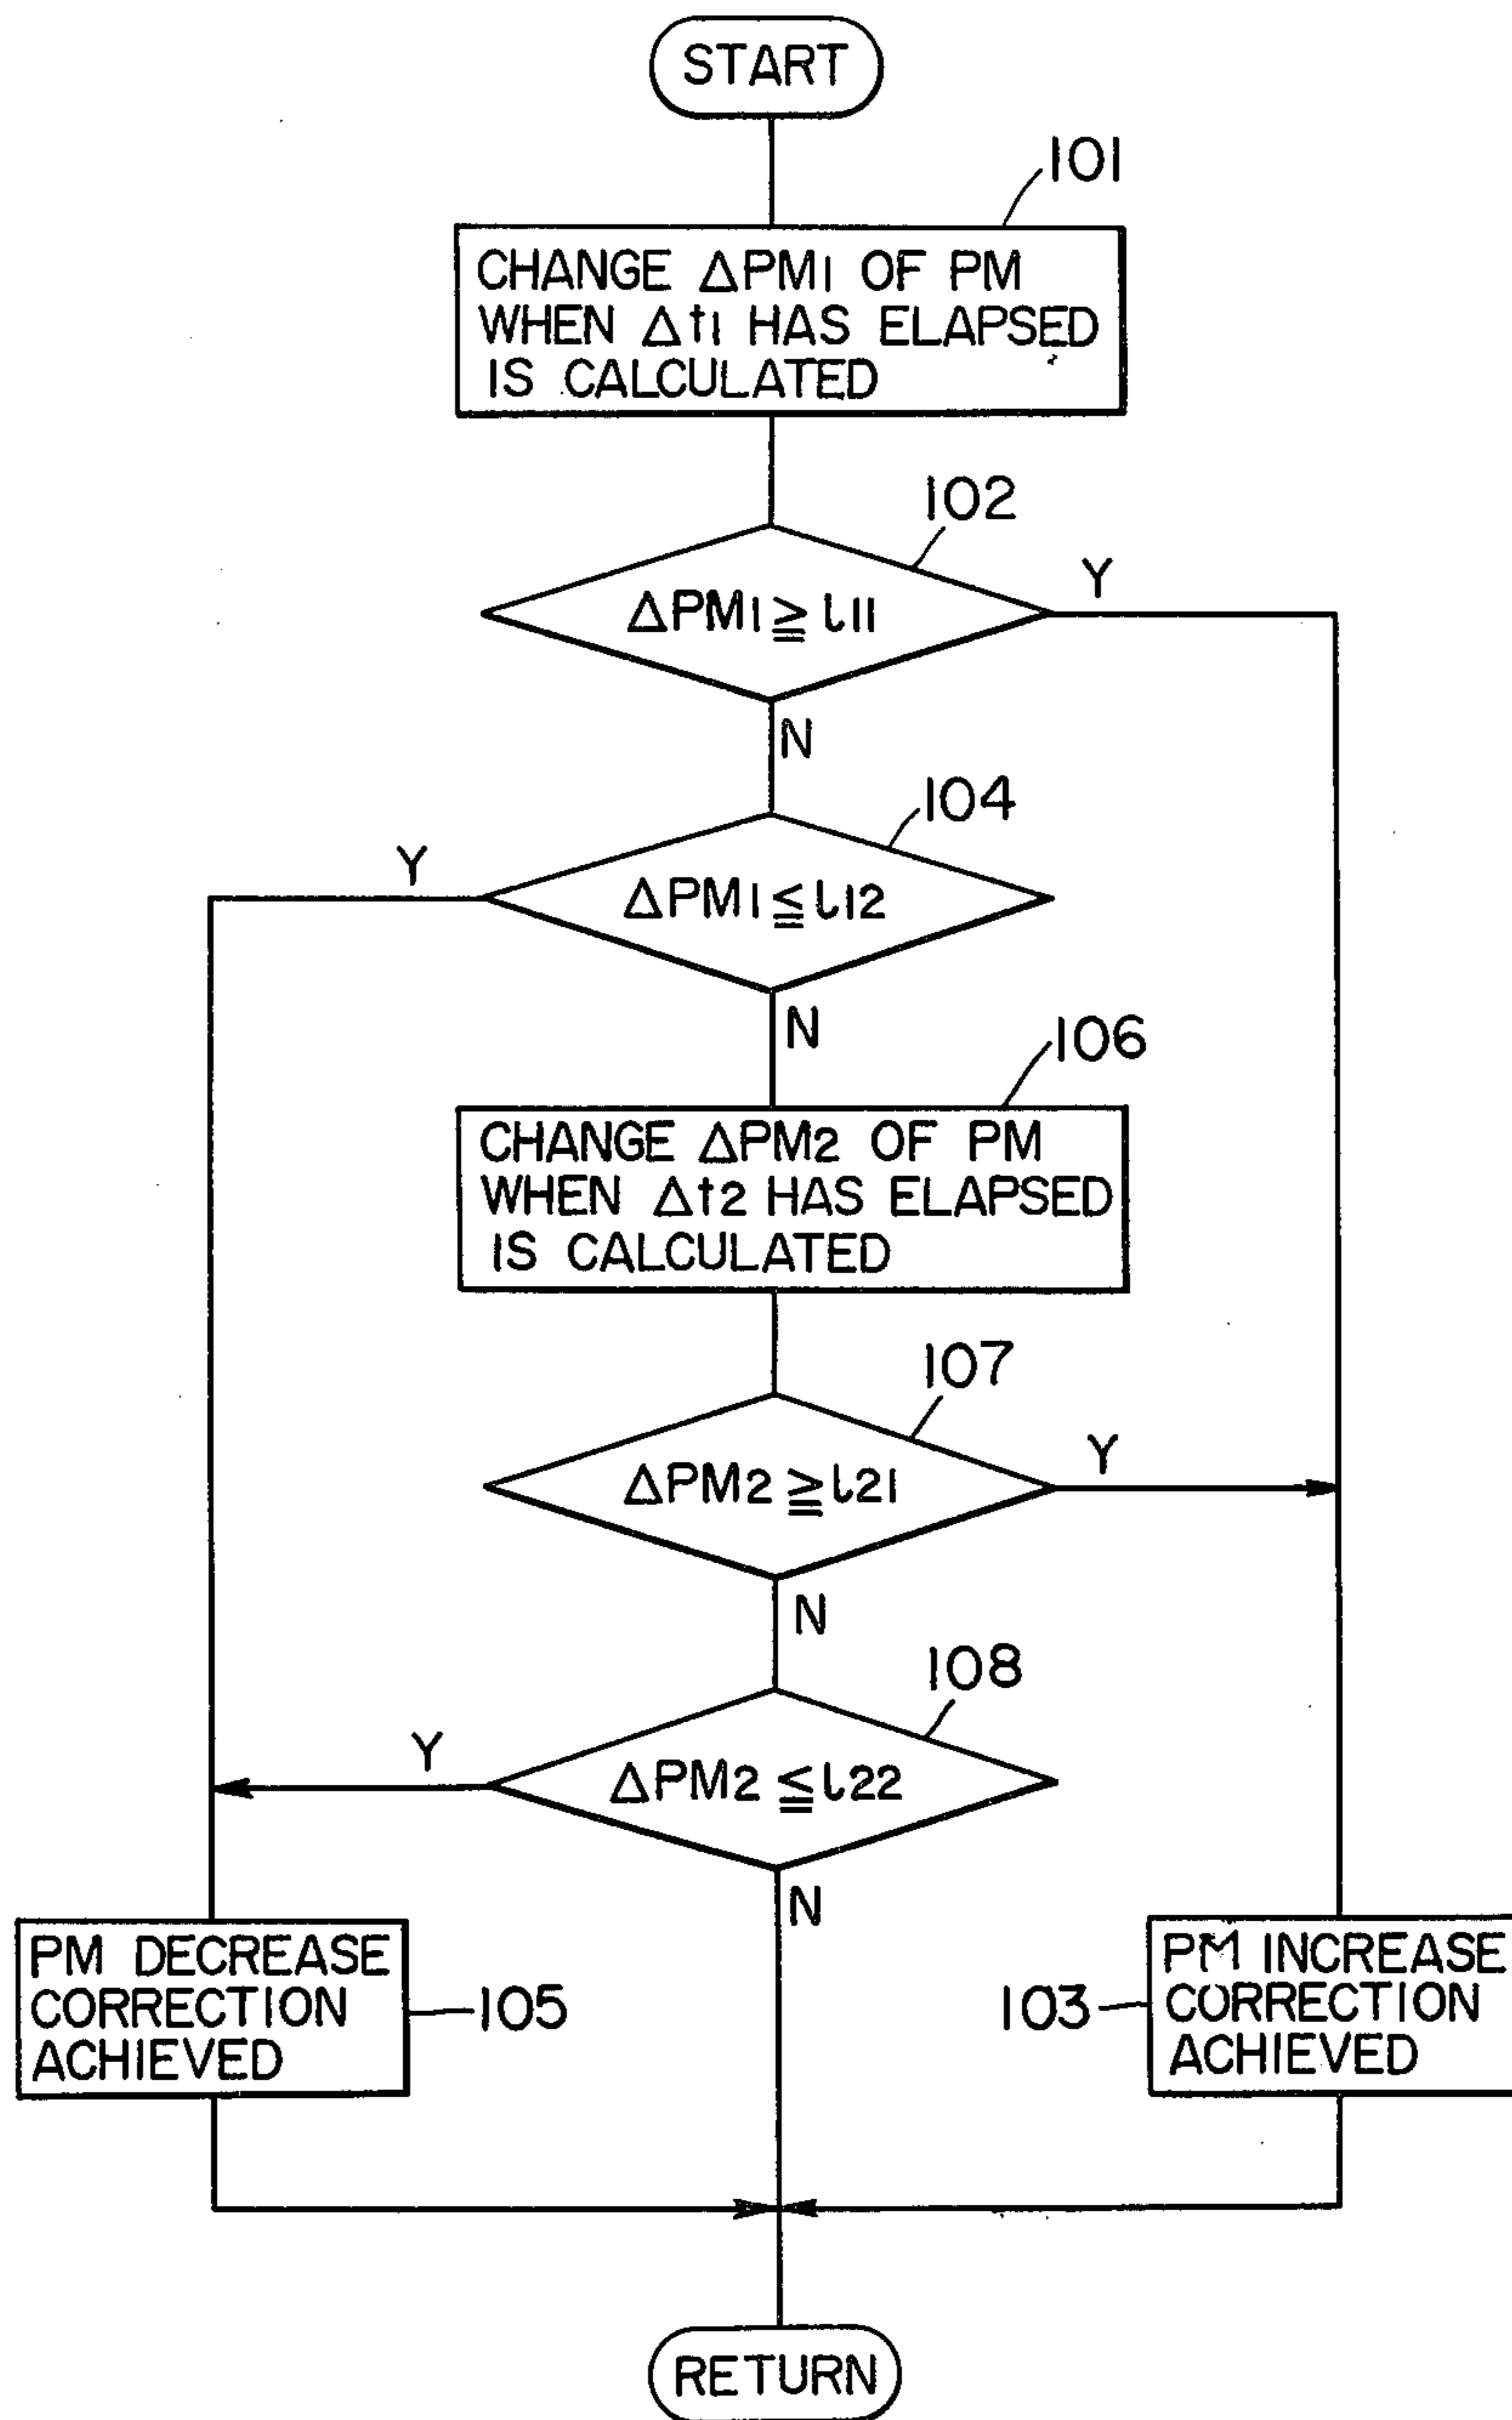 START
101
CHANGE ΔPM1 OF PM
WHEN Δt1 HAS ELAPSED
IS CALCULATED
102
ΔPM1 ≧ l11
Y
N
104
ΔPM1 ≦ l12
Y
N
106
CHANGE ΔPM2 OF PM
WHEN Δt2 HAS ELAPSED
IS CALCULATED
107
ΔPM2 ≧ l21
Y
N
108
ΔPM2 ≦ l22
Y
N
PM DECREASE
CORRECTION
ACHIEVED
105
103
PM INCREASE
CORRECTION
ACHIEVED
RETURN